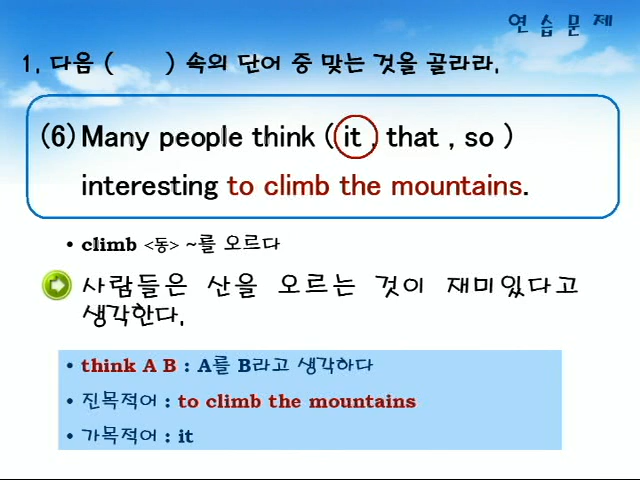 연 습 문 제
1. 다음 (      ) 속의 단어 중 맞는 것을 골라라.
(6) Many people think ( it , that , so )
interesting to climb the mountains.
• climb <동> ~를 오르다
사람들은 산을 오르는 것이 재미있다고
생각한다.
• think A B : A를 B라고 생각하다
• 진목적어 : to climb the mountains
• 가목적어 : it